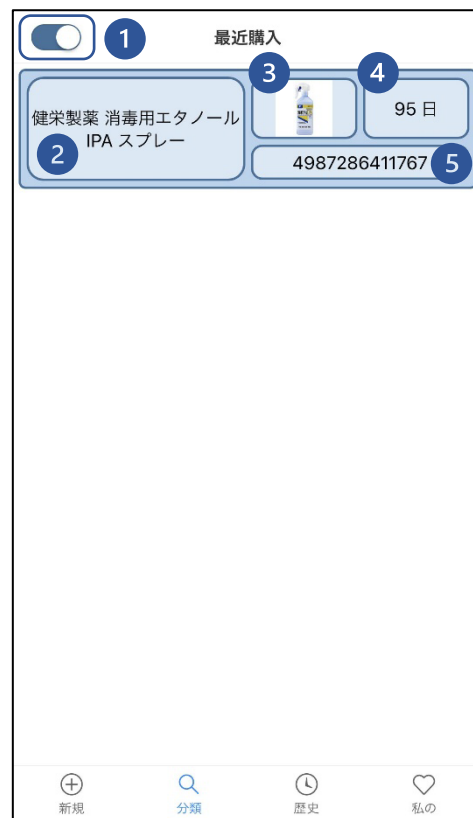 1
最近購入
3
4
健栄製薬 消毒用エタノール
IPA スプレー
95 日
2
4987286411767
5
新規
分類
歴史
私の